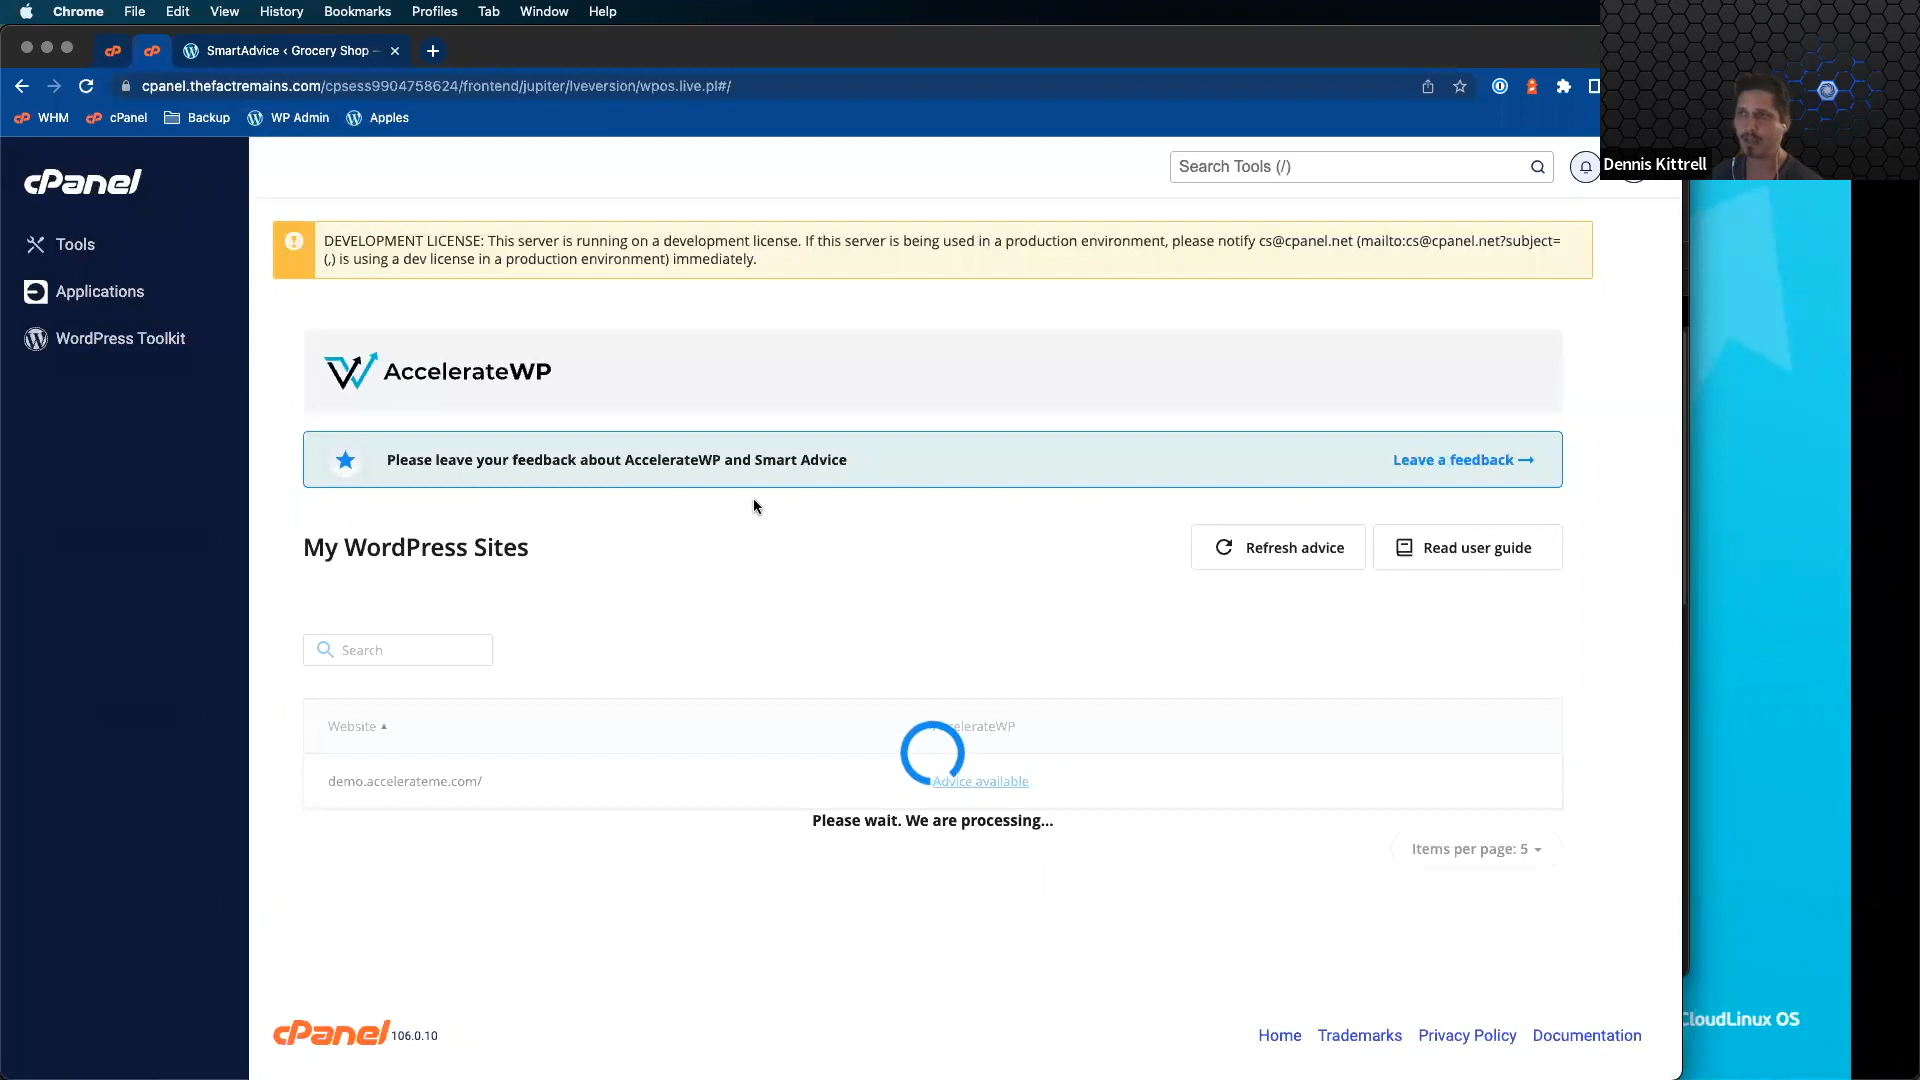 Chrome File Edit View History Bookmarks Profiles Tab Window Help
SmartAdvice ‹ Grocery Shop –
cpanel.thefactremains.com/cpsess9904758624/frontend/jupiter/lveversion/wpos.live.pl#/
WHM cPanel Backup WP Admin Apples
Dennis Kittrell
cPanel
Search Tools (/)
Tools
Applications
WordPress Toolkit
DEVELOPMENT LICENSE: This server is running on a development license. If this server is being used in a production environment, please notify cs@cpanel.net (mailto:cs@cpanel.net?subject=
(,) is using a dev license in a production environment) immediately.
AccelerateWP
Please leave your feedback about AccelerateWP and Smart Advice
Leave a feedback →
My WordPress Sites
Refresh advice
Read user guide
Search
Website ▴
demo.accelerateme.com/
Advice available
Please wait. We are processing...
Items per page: 5
cPanel 106.0.10
Home Trademarks Privacy Policy Documentation
CloudLinux OS